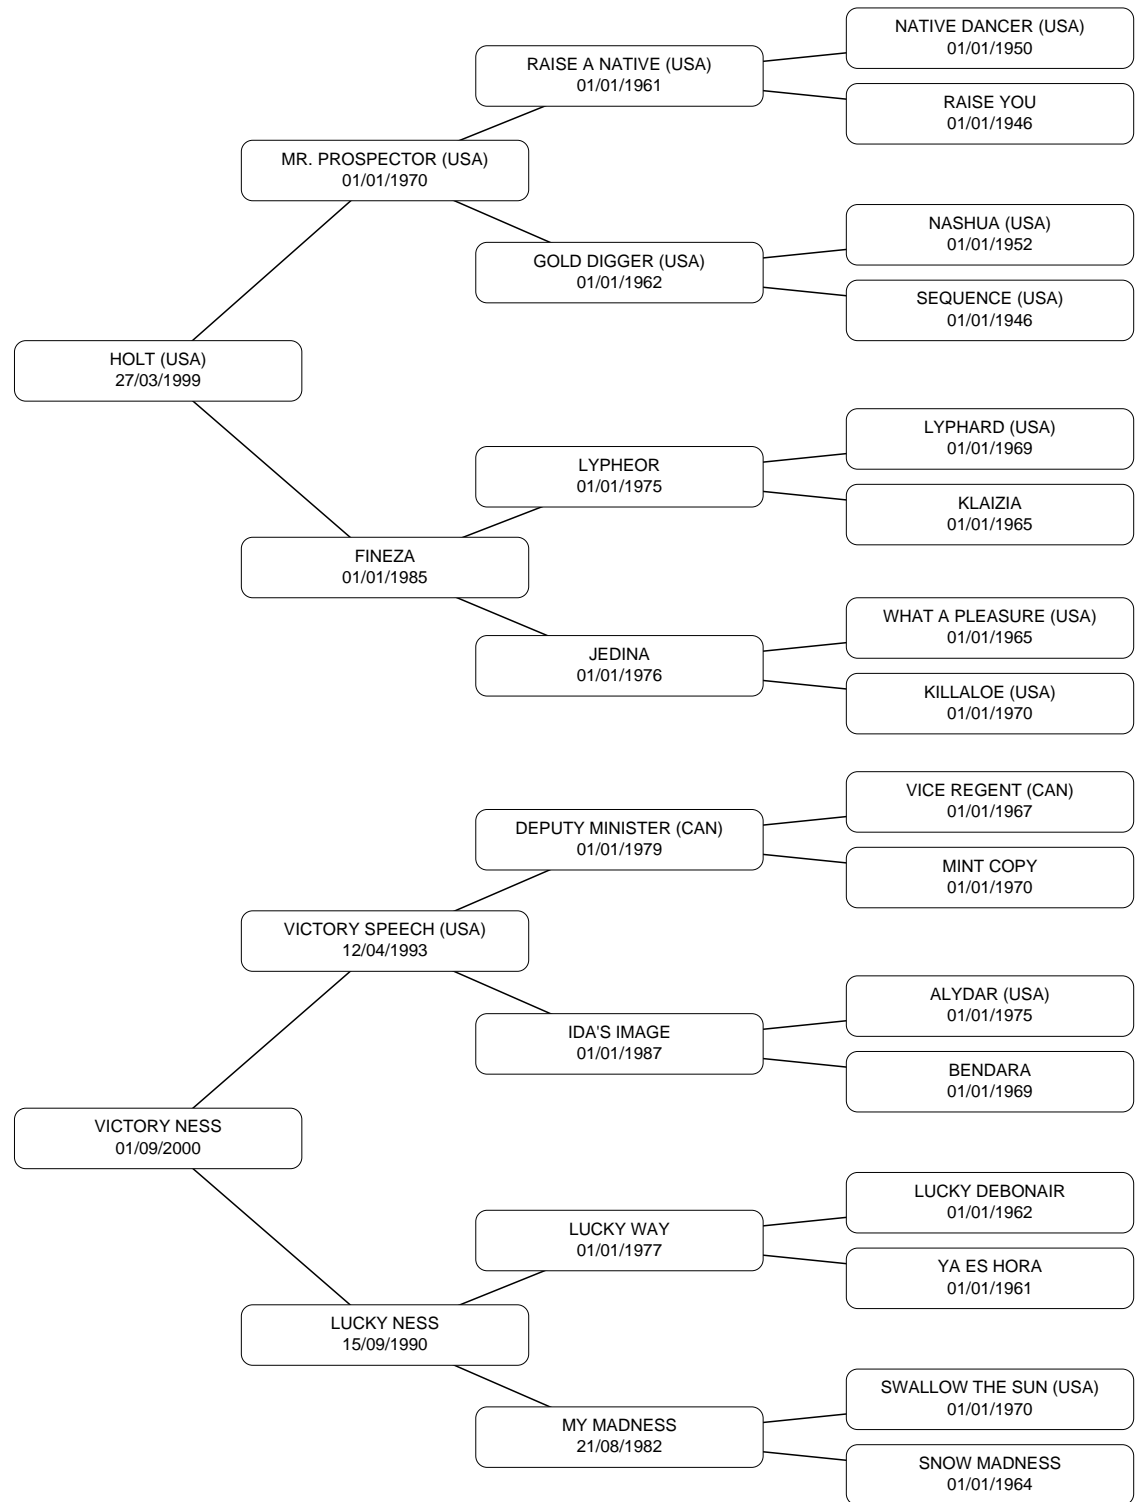 NATIVE DANCER (USA)
01/01/1950
RAISE A NATIVE (USA)
01/01/1961
RAISE YOU
01/01/1946
MR. PROSPECTOR (USA)
01/01/1970
NASHUA (USA)
01/01/1952
GOLD DIGGER (USA)
01/01/1962
SEQUENCE (USA)
01/01/1946
HOLT (USA)
27/03/1999
LYPHARD (USA)
01/01/1969
LYPHEOR
01/01/1975
KLAIZIA
01/01/1965
FINEZA
01/01/1985
WHAT A PLEASURE (USA)
01/01/1965
JEDINA
01/01/1976
KILLALOE (USA)
01/01/1970
VICE REGENT (CAN)
01/01/1967
DEPUTY MINISTER (CAN)
01/01/1979
MINT COPY
01/01/1970
VICTORY SPEECH (USA)
12/04/1993
ALYDAR (USA)
01/01/1975
IDA'S IMAGE
01/01/1987
BENDARA
01/01/1969
VICTORY NESS
01/09/2000
LUCKY DEBONAIR
01/01/1962
LUCKY WAY
01/01/1977
YA ES HORA
01/01/1961
LUCKY NESS
15/09/1990
SWALLOW THE SUN (USA)
01/01/1970
MY MADNESS
21/08/1982
SNOW MADNESS
01/01/1964